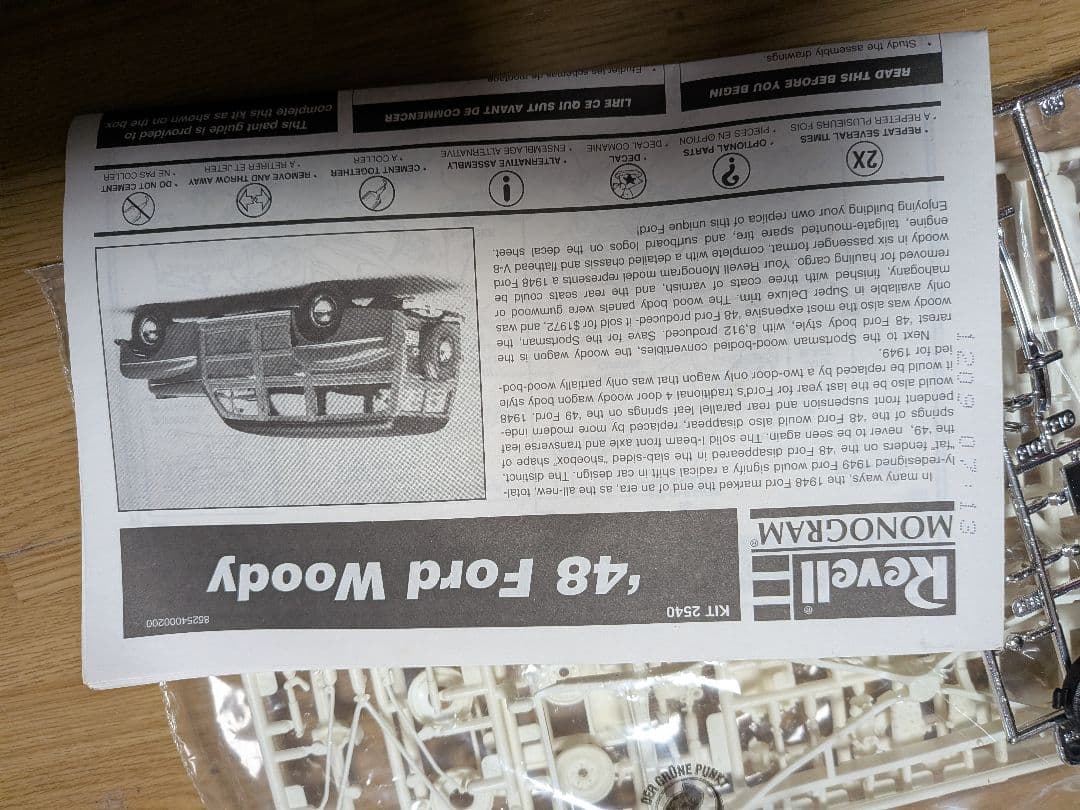 KIT 2540
85254000200
Revell®
MONOGRAM®
'48 Ford Woody
In many ways, the 1948 Ford marked the end of an era, as the all-new, total-
ly-redesigned 1949 Ford would signify a radical shift in car design. The distinct,
"fat" fenders on the '48 Ford disappeared in the slab-sided "shoebox" shape of
the '49, never to be seen again. The solid I-beam front axle and transverse leaf
springs of the '48 Ford would also disappear, replaced by more modern inde-
pendent front suspension and rear parallel leaf springs on the '49 Ford. 1948
would also be the last year for Ford's traditional 4 door woody wagon body style
it would be replaced by a two-door only wagon that was only partially wood-bod-
ied for 1949.
Next to the Sportsman wood-bodied convertibles, the woody wagon is the
rarest '48 Ford body style, with 8,912 produced. Save for the Sportsman, the
woody was also the most expensive '48 Ford produced- it sold for $1972, and was
only available in Super Deluxe trim. The wood body panels were gumwood or
mahogany, finished with three coats of varnish, and the rear seats could be
removed for hauling cargo. Your Revell Monogram model represents a 1948 Ford
woody in six passenger format, complete with a detailed chassis and flathead V-8
engine, tailgate-mounted spare tire, and surfboard logos on the decal sheet.
Enjoying building your own replica of this unique Ford!
2X
• REPEAT SEVERAL TIMES
• A REPETER PLUSIEURS FOIS
?
• OPTIONAL PARTS
• PIECES EN OPTION
• DECAL
• DECALCOMANIE
i
• ALTERNATIVE ASSEMBLY
• ENSEMBLAGE ALTERNATIVE
• CEMENT TOGETHER
• A COLLER
• REMOVE AND THROW AWAY
• A RETIRER ET JETER
• DO NOT CEMENT
• NE PAS COLLER
READ THIS BEFORE YOU BEGIN
• Study the assembly drawings.
LIRE CE QUI SUIT AVANT DE COMMENCER
• Etudier les schémas de montage
This paint guide is provided to
complete this kit as shown on the box
DER GRÜNE PUNKT